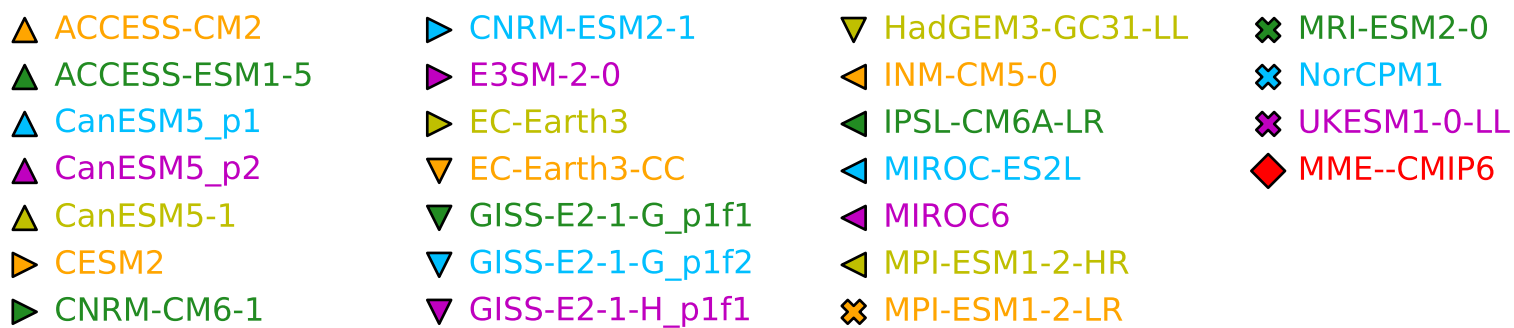 ACCESS-CM2
ACCESS-ESM1-5
CanESM5_p1
CanESM5_p2
CanESM5-1
CESM2
CNRM-CM6-1
CNRM-ESM2-1
E3SM-2-0
EC-Earth3
EC-Earth3-CC
GISS-E2-1-G_p1f1
GISS-E2-1-G_p1f2
GISS-E2-1-H_p1f1
HadGEM3-GC31-LL
INM-CM5-0
IPSL-CM6A-LR
MIROC-ES2L
MIROC6
MPI-ESM1-2-HR
MPI-ESM1-2-LR
MRI-ESM2-0
NorCPM1
UKESM1-0-LL
MME--CMIP6